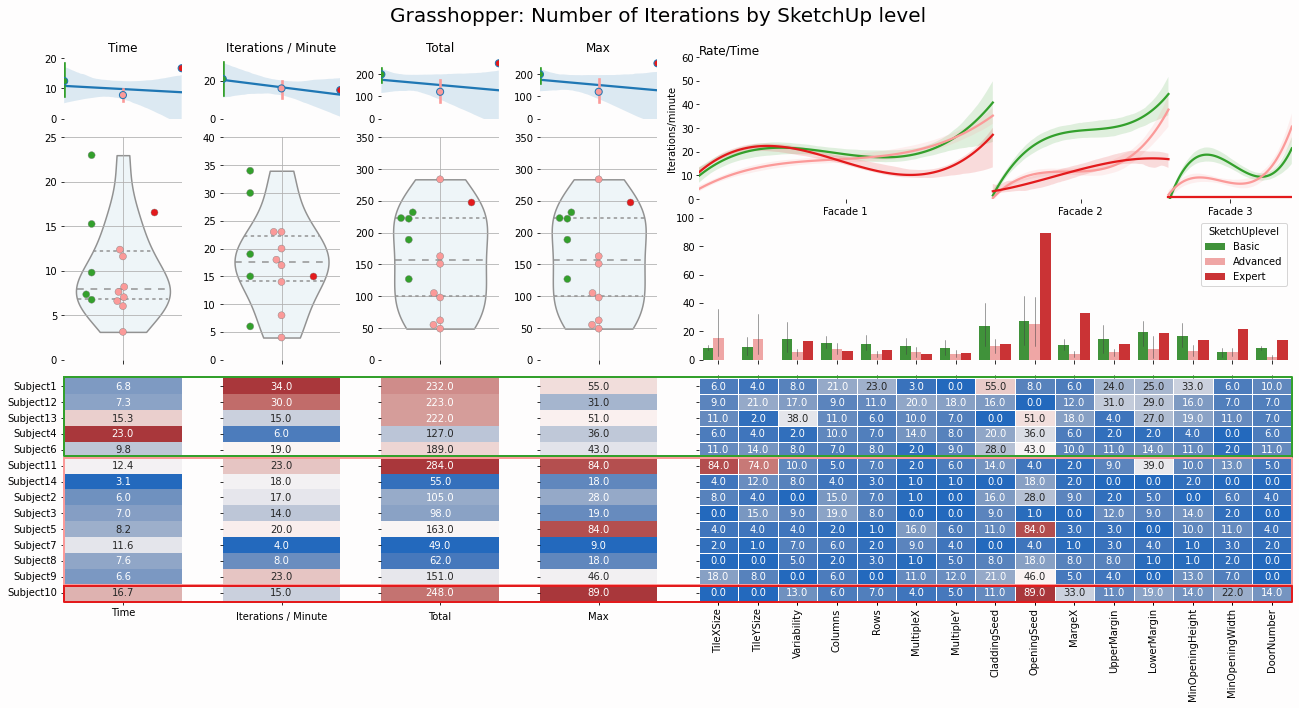 Grasshopper: Number of Iterations by SketchUp level
Time
Iterations / Minute
Total
Max
Rate/Time
20
10
0
20
0
200
100
0
200
100
0
60
50
40
30
20
10
0
Iterations/minute
Facade 1
Facade 2
Facade 3
25
20
15
10
5
0
40
35
30
25
20
15
10
5
0
350
300
250
200
150
100
50
0
350
300
250
200
150
100
50
0
100
80
60
40
20
0
SketchUplevel
Basic
Advanced
Expert
Subject1 6.8 34.0 232.0 55.0 6.0 4.0 8.0 21.0 23.0 3.0 0.0 55.0 8.0 6.0 24.0 25.0 33.0 6.0 10.0
Subject12 7.3 30.0 223.0 31.0 9.0 21.0 17.0 9.0 11.0 20.0 18.0 16.0 0.0 12.0 31.0 29.0 16.0 7.0 7.0
Subject13 15.3 15.0 222.0 51.0 11.0 2.0 38.0 11.0 6.0 10.0 7.0 0.0 51.0 18.0 4.0 27.0 19.0 11.0 7.0
Subject4 23.0 6.0 127.0 36.0 6.0 4.0 2.0 10.0 7.0 14.0 8.0 20.0 36.0 6.0 2.0 2.0 4.0 0.0 6.0
Subject6 9.8 19.0 189.0 43.0 11.0 14.0 8.0 7.0 8.0 2.0 9.0 28.0 43.0 10.0 11.0 14.0 11.0 2.0 11.0
Subject11 12.4 23.0 284.0 84.0 84.0 74.0 10.0 5.0 7.0 2.0 6.0 14.0 4.0 2.0 9.0 39.0 10.0 13.0 5.0
Subject14 3.1 18.0 55.0 18.0 4.0 12.0 8.0 4.0 3.0 1.0 1.0 0.0 18.0 2.0 0.0 0.0 2.0 0.0 0.0
Subject2 6.0 17.0 105.0 28.0 8.0 4.0 0.0 15.0 7.0 1.0 0.0 16.0 28.0 9.0 2.0 5.0 0.0 6.0 4.0
Subject3 7.0 14.0 98.0 19.0 0.0 15.0 9.0 19.0 8.0 0.0 0.0 9.0 1.0 0.0 12.0 9.0 14.0 2.0 0.0
Subject5 8.2 20.0 163.0 84.0 4.0 4.0 4.0 2.0 1.0 16.0 6.0 11.0 84.0 3.0 3.0 0.0 10.0 11.0 4.0
Subject7 11.6 4.0 49.0 9.0 2.0 1.0 7.0 6.0 2.0 9.0 4.0 0.0 4.0 1.0 3.0 4.0 1.0 3.0 2.0
Subject8 7.6 8.0 62.0 18.0 4.0 0.0 5.0 2.0 3.0 1.0 5.0 8.0 18.0 8.0 8.0 1.0 1.0 2.0 0.0
Subject9 6.6 23.0 151.0 46.0 18.0 8.0 0.0 6.0 0.0 11.0 12.0 21.0 46.0 5.0 4.0 0.0 13.0 7.0 0.0
Subject10 16.7 15.0 248.0 89.0 0.0 0.0 13.0 6.0 7.0 4.0 5.0 11.0 89.0 33.0 11.0 19.0 14.0 22.0 14.0
Time
Iterations / Minute
Total
Max
TileXSize
TileYSize
Variability
Columns
Rows
MultipleX
MultipleY
CladdingSeed
OpeningSeed
MargeX
UpperMargin
LowerMargin
MinOpeningHeight
MinOpeningWidth
DoorNumber